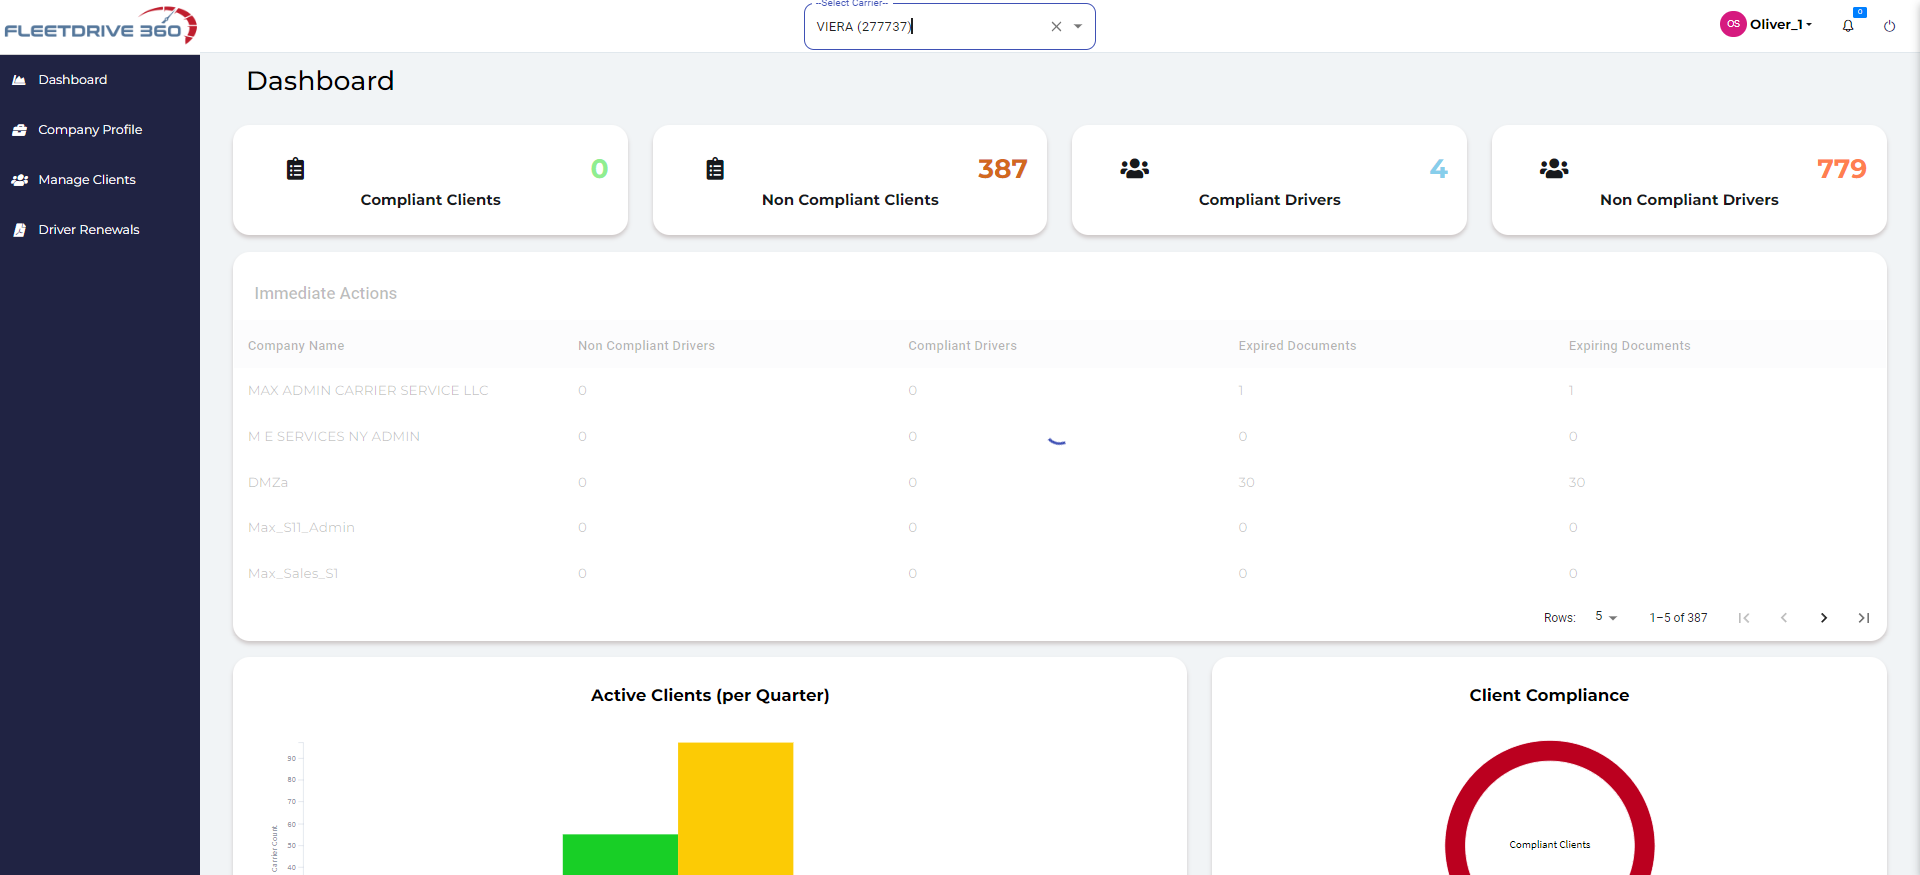 FLEETDRIVE 360
--Select Carrier--
VIERA (277737)
OS Oliver_1
0
Dashboard
Company Profile
Manage Clients
Driver Renewals
Dashboard
0
Compliant Clients
387
Non Compliant Clients
4
Compliant Drivers
779
Non Compliant Drivers
Immediate Actions
Company Name Non Compliant Drivers Compliant Drivers Expired Documents Expiring Documents
MAX ADMIN CARRIER SERVICE LLC 0 0 1 1
M E SERVICES NY ADMIN 0 0 0 0
DMZa 0 0 30 30
Max_S11_Admin 0 0 0 0
Max_Sales_S1 0 0 0 0
Rows: 5 1-5 of 387
Active Clients (per Quarter)
90
80
70
60
50
40
Carrier Count
Client Compliance
Compliant Clients